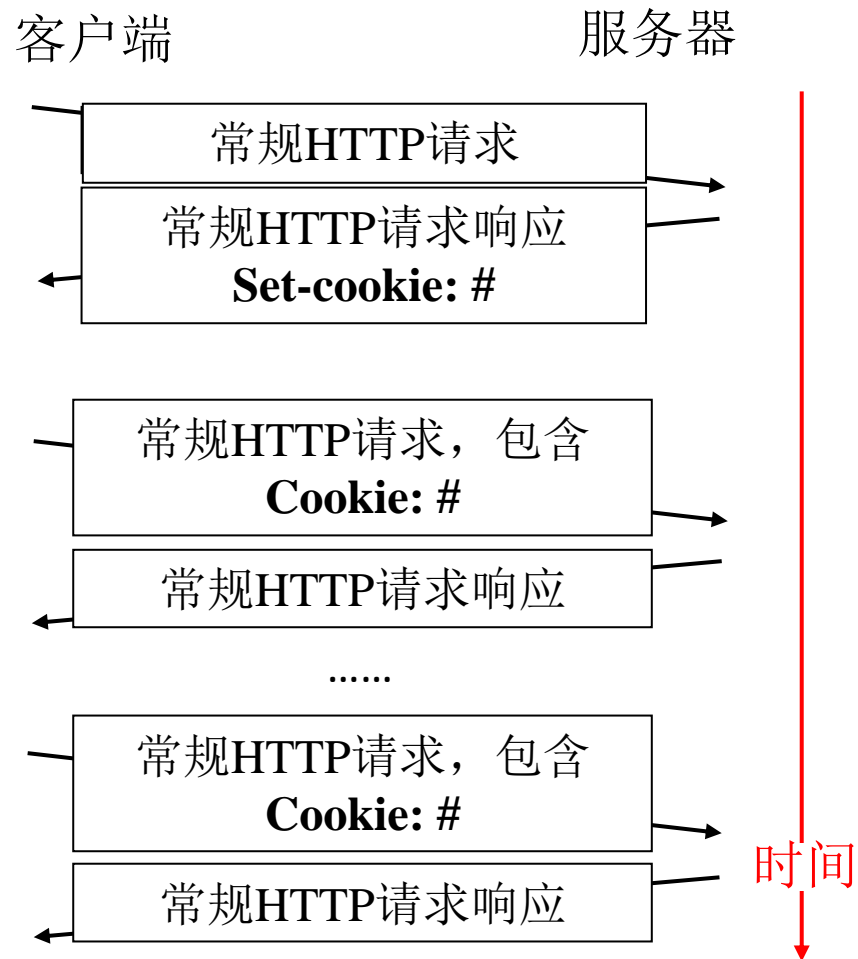 客户端
服务器
常规HTTP请求
常规HTTP请求响应
Set-cookie: #
常规HTTP请求，包含
Cookie: #
常规HTTP请求响应
……
常规HTTP请求，包含
Cookie: #
时间
常规HTTP请求响应